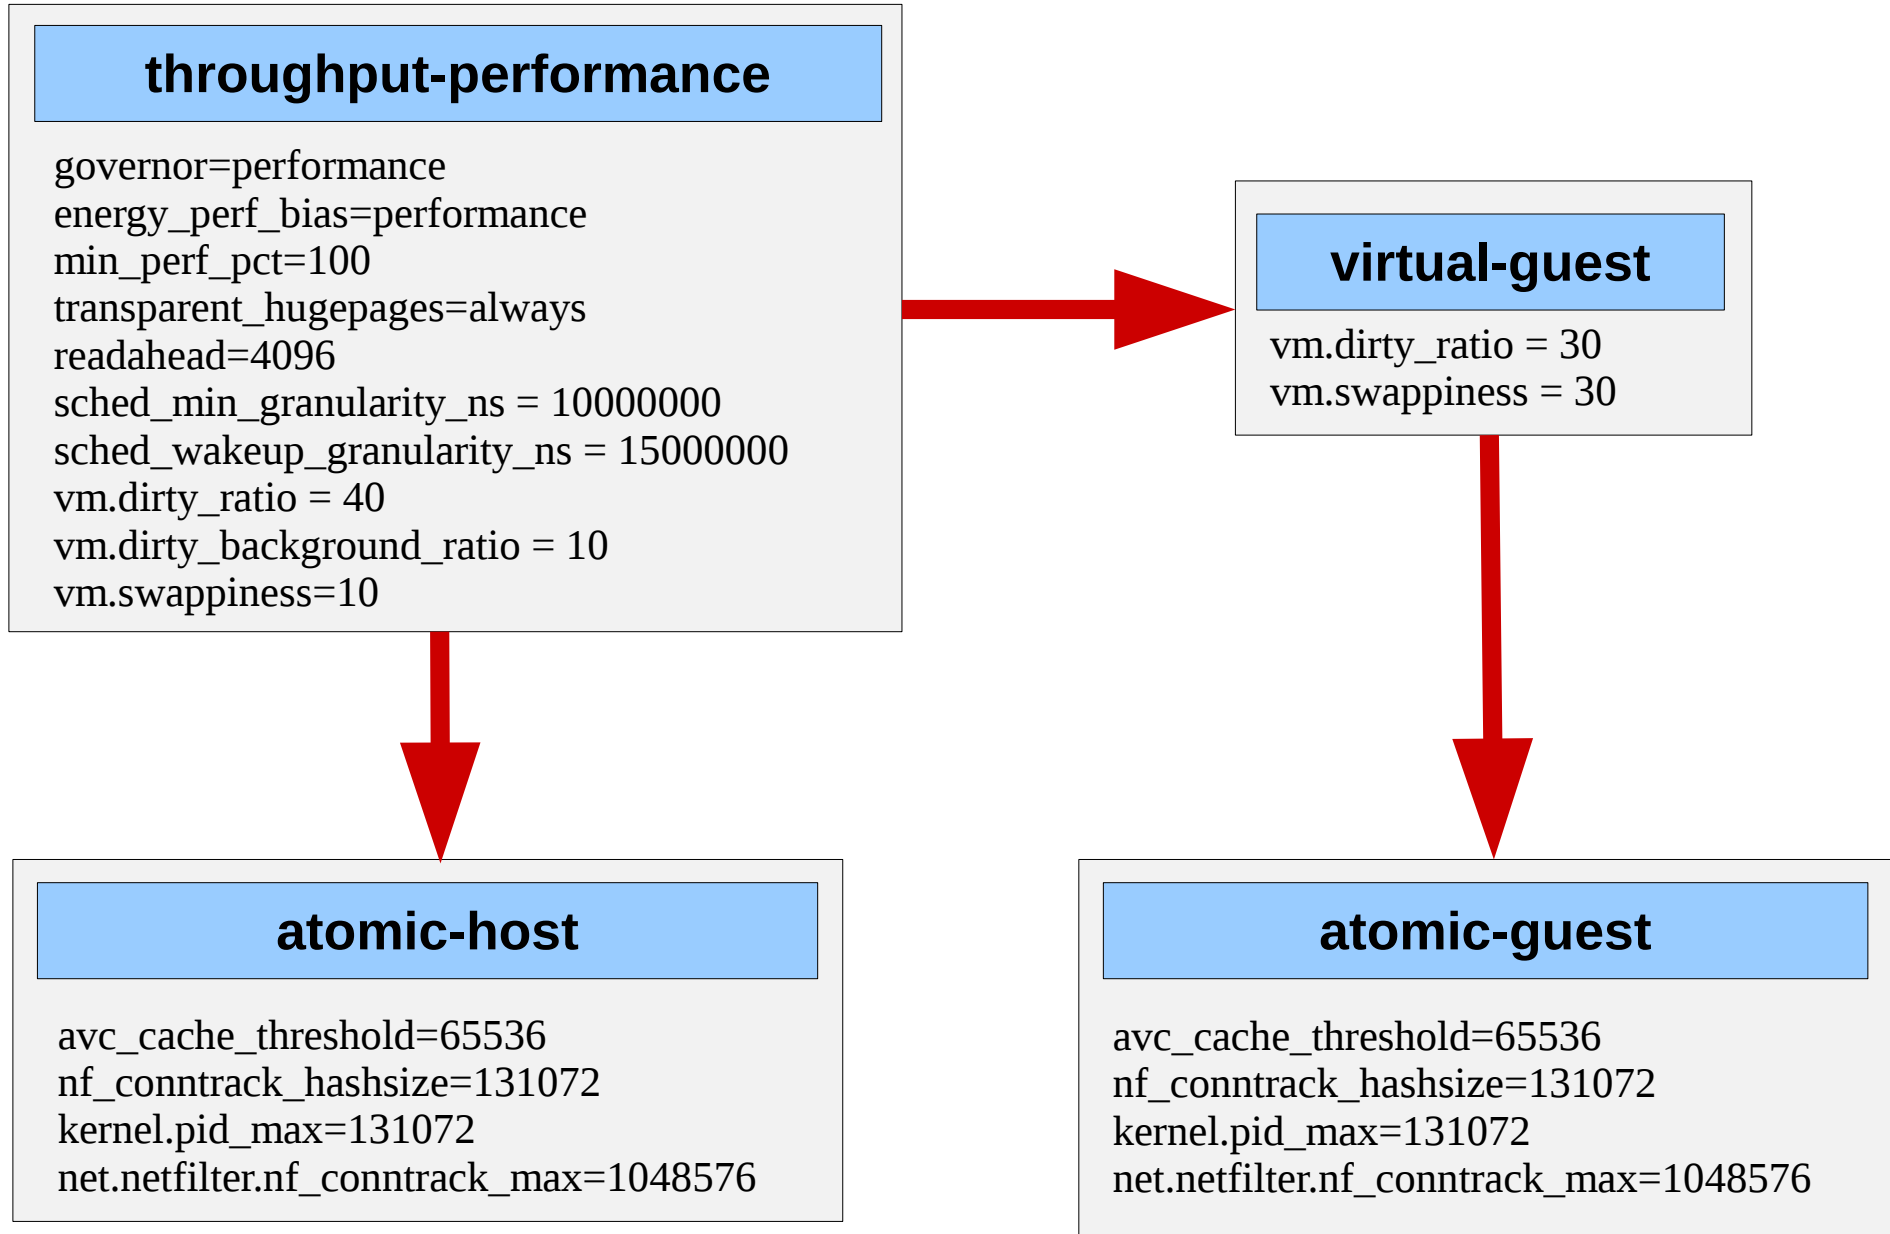 throughput-performance
governor=performance
energy_perf_bias=performance
min_perf_pct=100
transparent_hugepages=always
readahead=4096
sched_min_granularity_ns = 10000000
sched_wakeup_granularity_ns = 15000000
vm.dirty_ratio = 40
vm.dirty_background_ratio = 10
vm.swappiness=10
virtual-guest
vm.dirty_ratio = 30
vm.swappiness = 30
atomic-host
avc_cache_threshold=65536
nf_conntrack_hashsize=131072
kernel.pid_max=131072
net.netfilter.nf_conntrack_max=1048576
atomic-guest
avc_cache_threshold=65536
nf_conntrack_hashsize=131072
kernel.pid_max=131072
net.netfilter.nf_conntrack_max=1048576